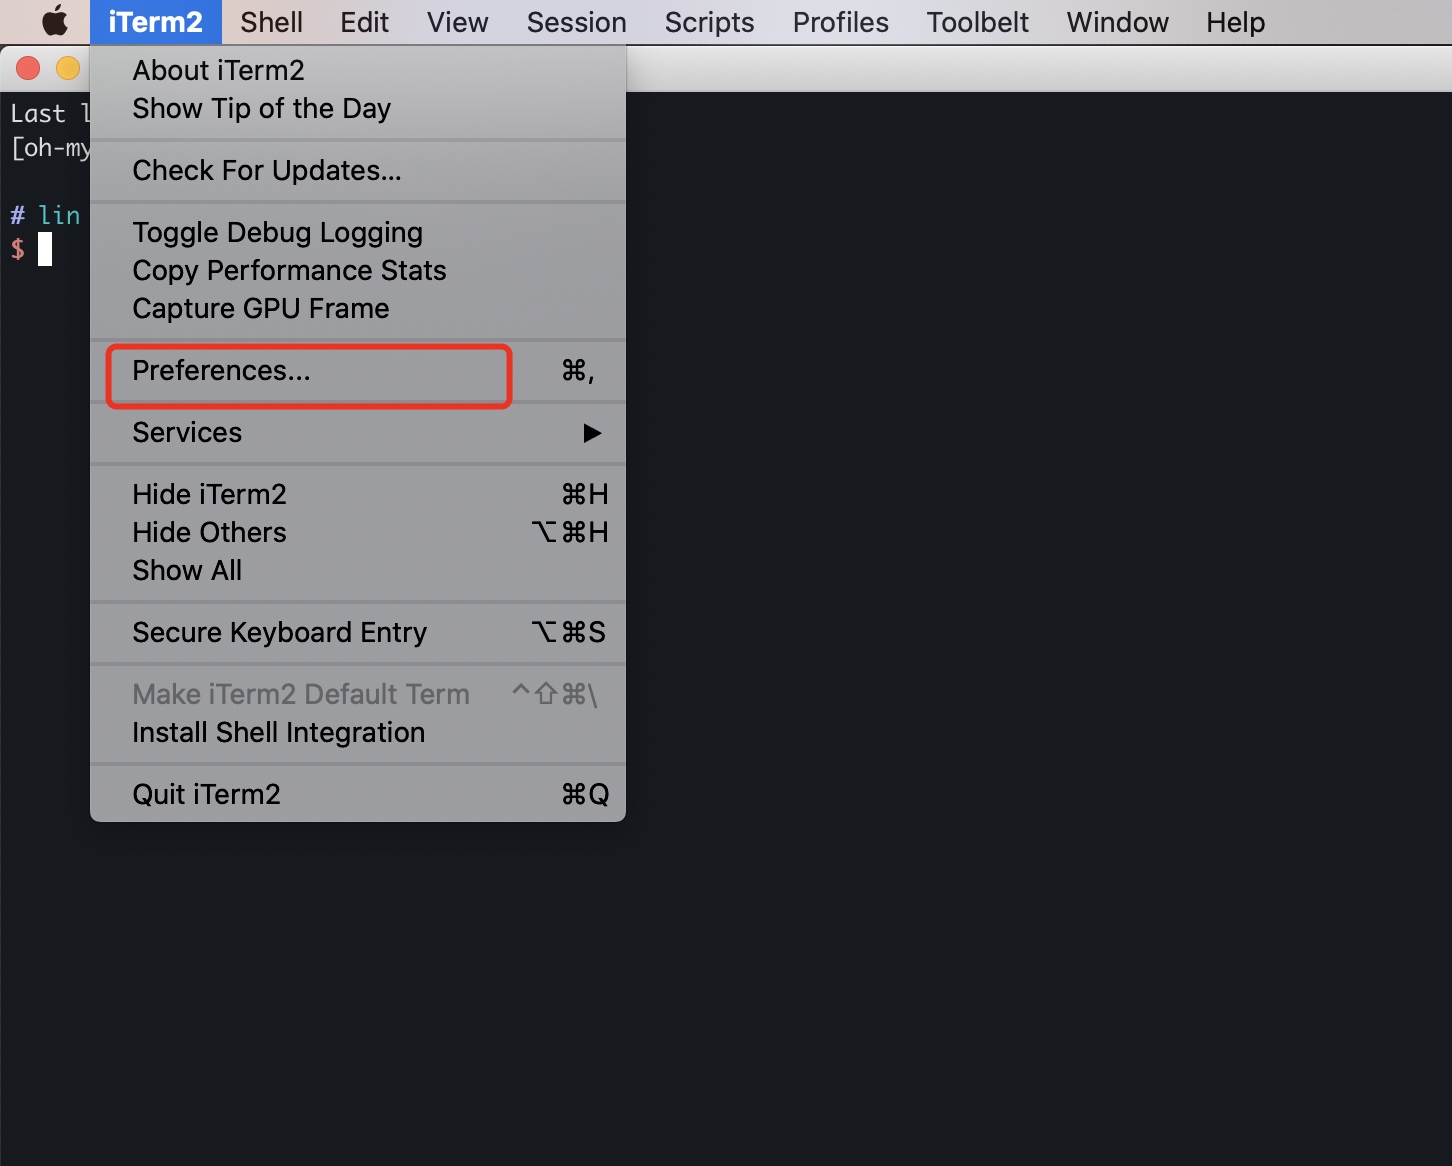 iTerm2 Shell Edit View Session Scripts Profiles Toolbelt Window Help
About iTerm2
Show Tip of the Day
Last l
[oh-my
Check For Updates...
# lin
Toggle Debug Logging
$
Copy Performance Stats
Capture GPU Frame
Preferences... ⌘,
Services ▶
Hide iTerm2 ⌘H
Hide Others ⌥⌘H
Show All
Secure Keyboard Entry ⌥⌘S
Make iTerm2 Default Term ^⇧⌘\
Install Shell Integration
Quit iTerm2 ⌘Q